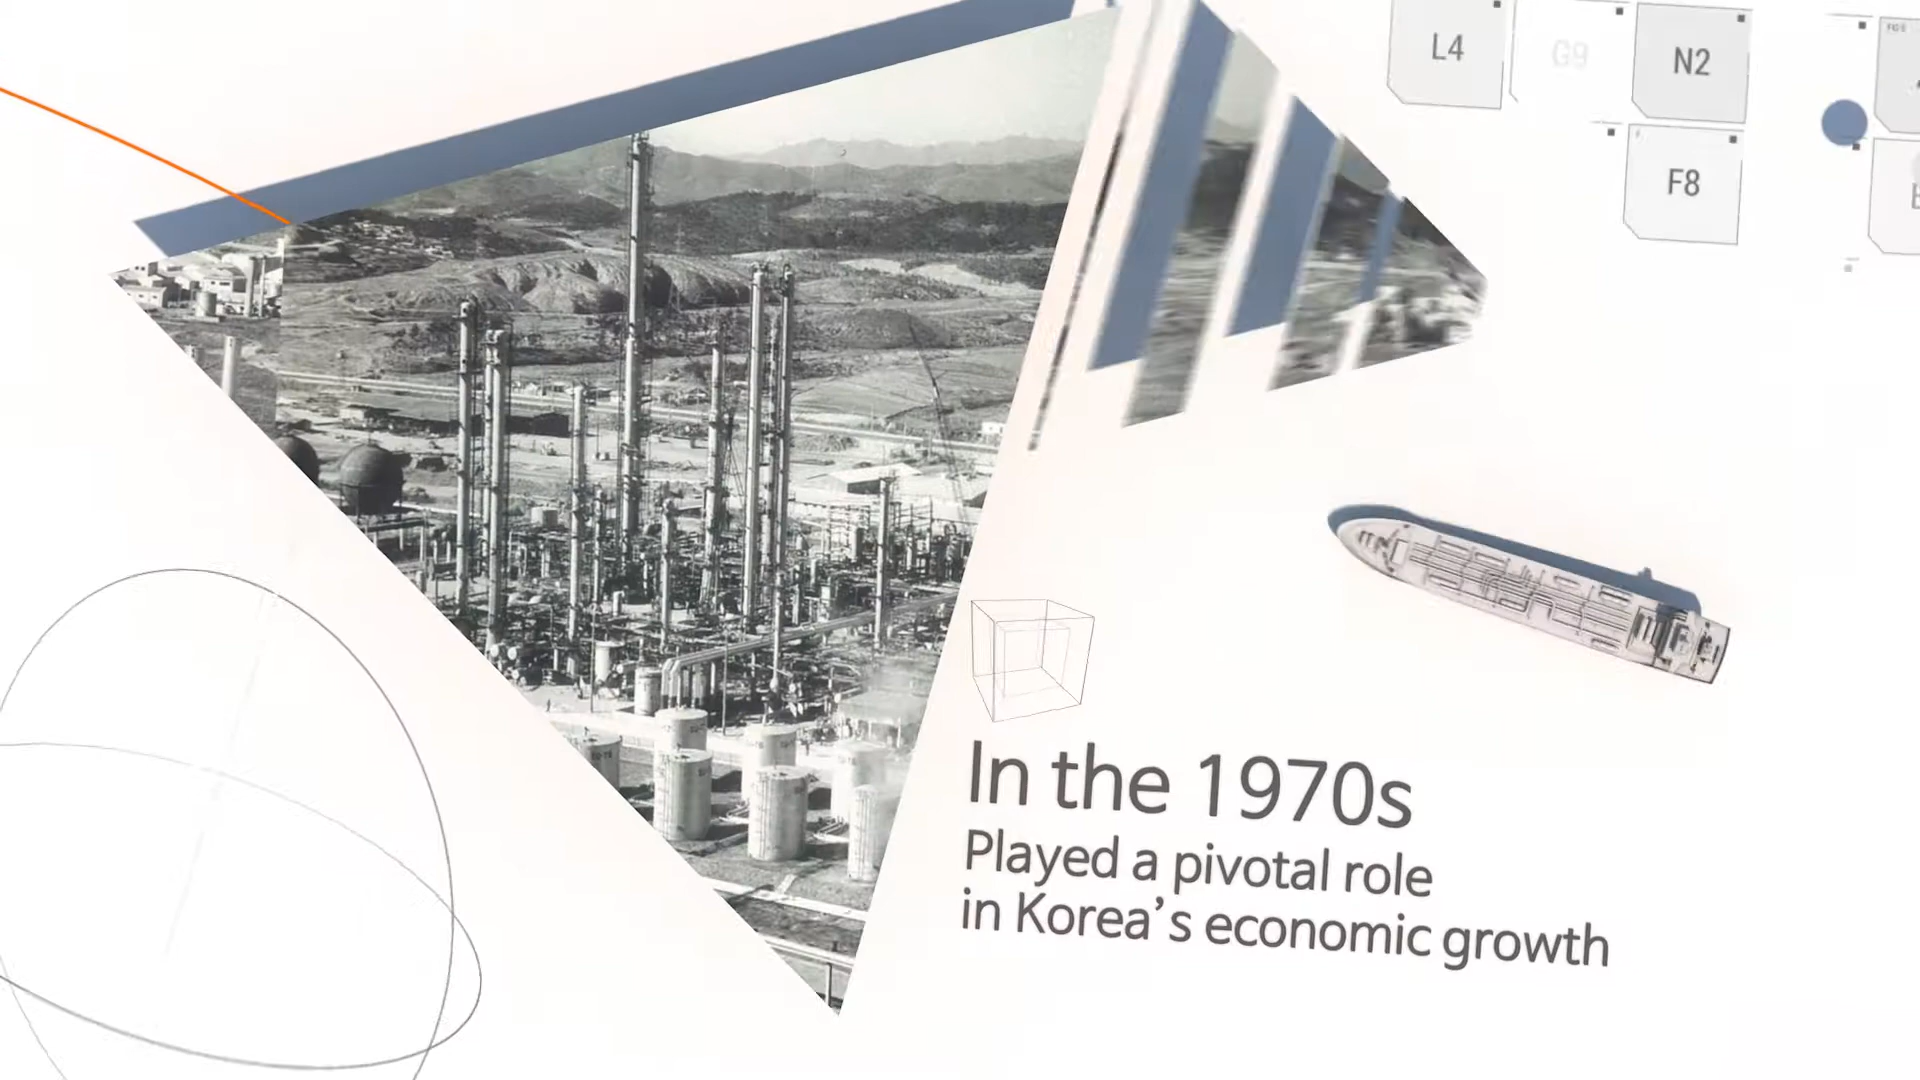 L4
G9
N2
F8
In the 1970s
Played a pivotal role
in Korea’s economic growth